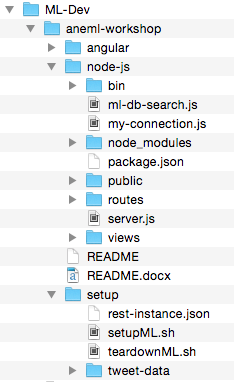 ML-Dev
aneml-workshop
angular
node-js
bin
ml-db-search.js
my-connection.js
node_modules
package.json
public
routes
server.js
views
README
README.docx
setup
rest-instance.json
setupML.sh
teardownML.sh
tweet-data